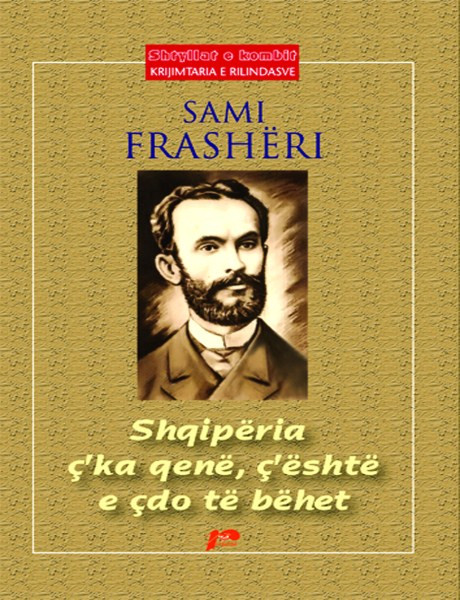 Shtyllat e kombit
KRIJIMTARIA E RILINDASVE
SAMI
FRASHËRI
Shqipëria
ç'ka qenë, ç'është
e çdo të bëhet